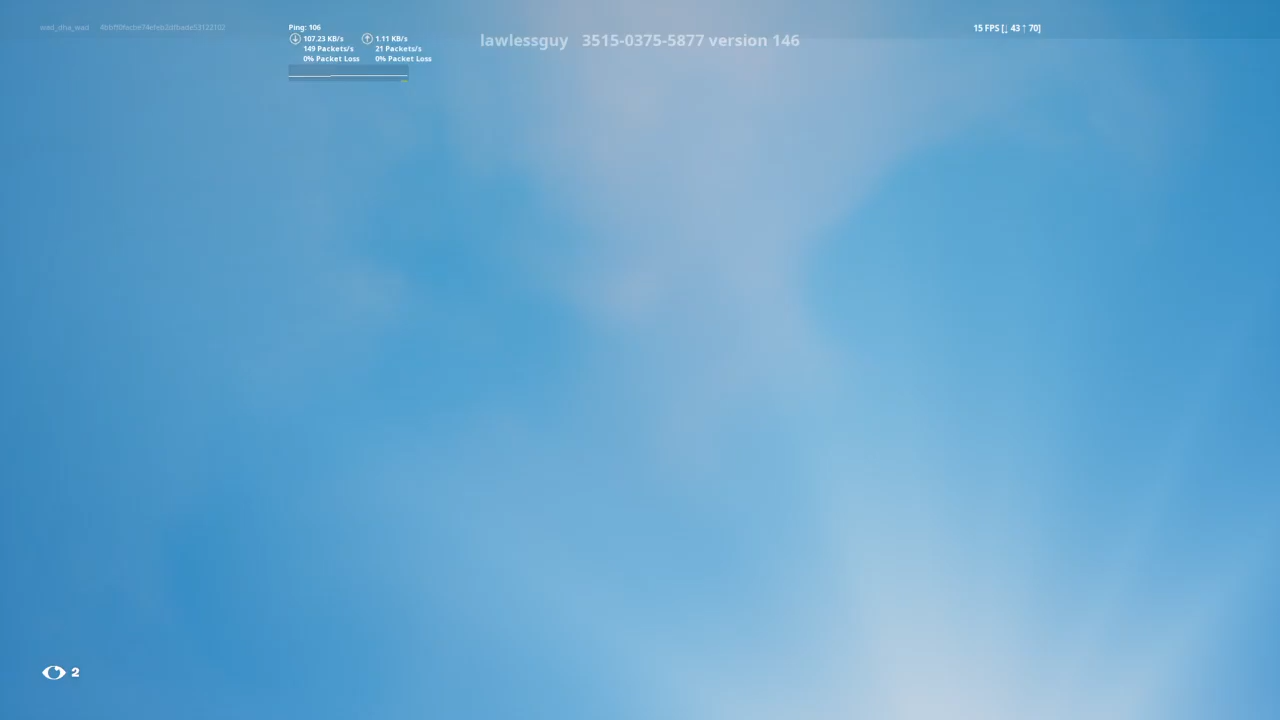 wad_dha_wad
Ping: 106
107.23 KB/s 1.11 KB/s
149 Packets/s 21 Packets/s
0% Packet Loss 0% Packet Loss
lawlessguy 3515-0375-5877 version 146
15 FPS [↓ 43 ↑ 70]
2